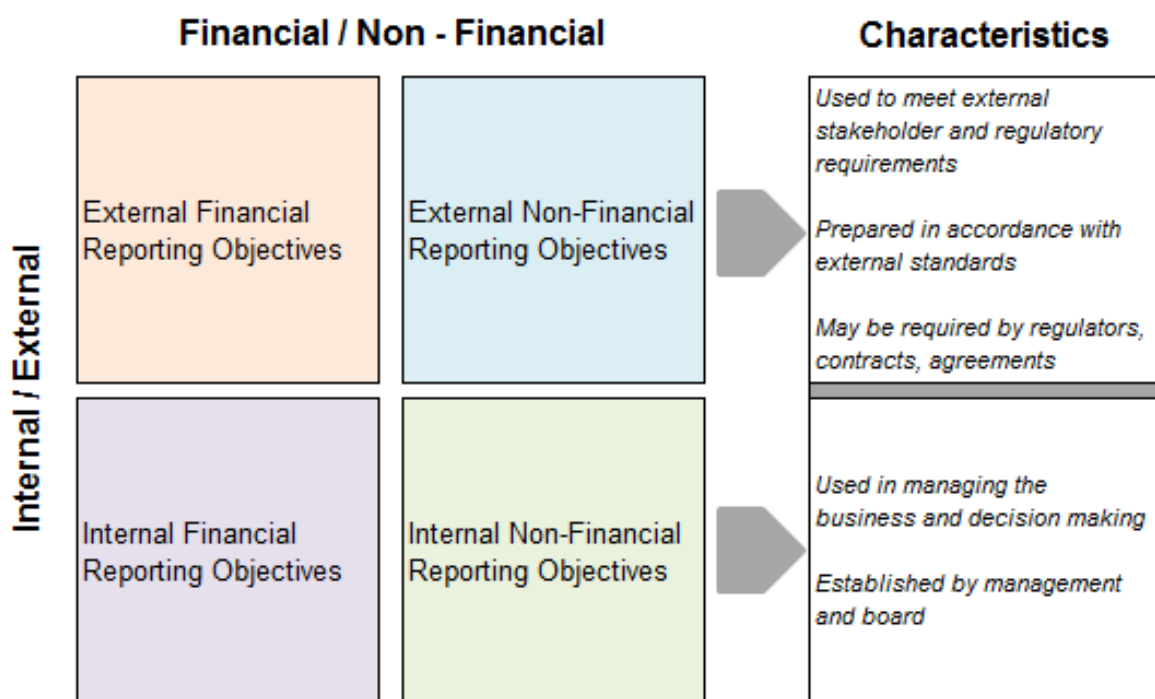 Financial / Non - Financial
Characteristics
Internal / External
External Financial
Reporting Objectives
External Non-Financial
Reporting Objectives
Used to meet external
stakeholder and regulatory
requirements
Prepared in accordance with
external standards
May be required by regulators,
contracts, agreements
Internal Financial
Reporting Objectives
Internal Non-Financial
Reporting Objectives
Used in managing the
business and decision making
Established by management
and board